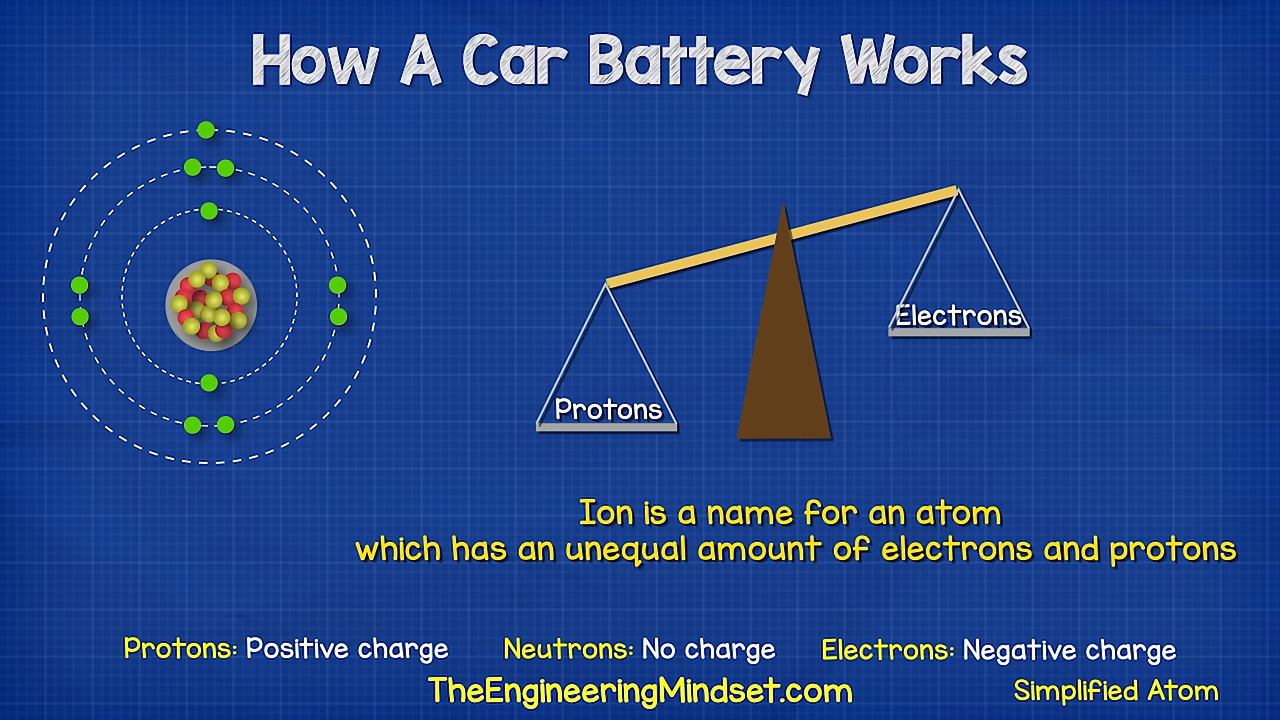 How A Car Battery Works
Electrons
Protons
Ion is a name for an atom
which has an unequal amount of electrons and protons
Protons: Positive charge Neutrons: No charge Electrons: Negative charge
TheEngineeringMindset.com Simplified Atom